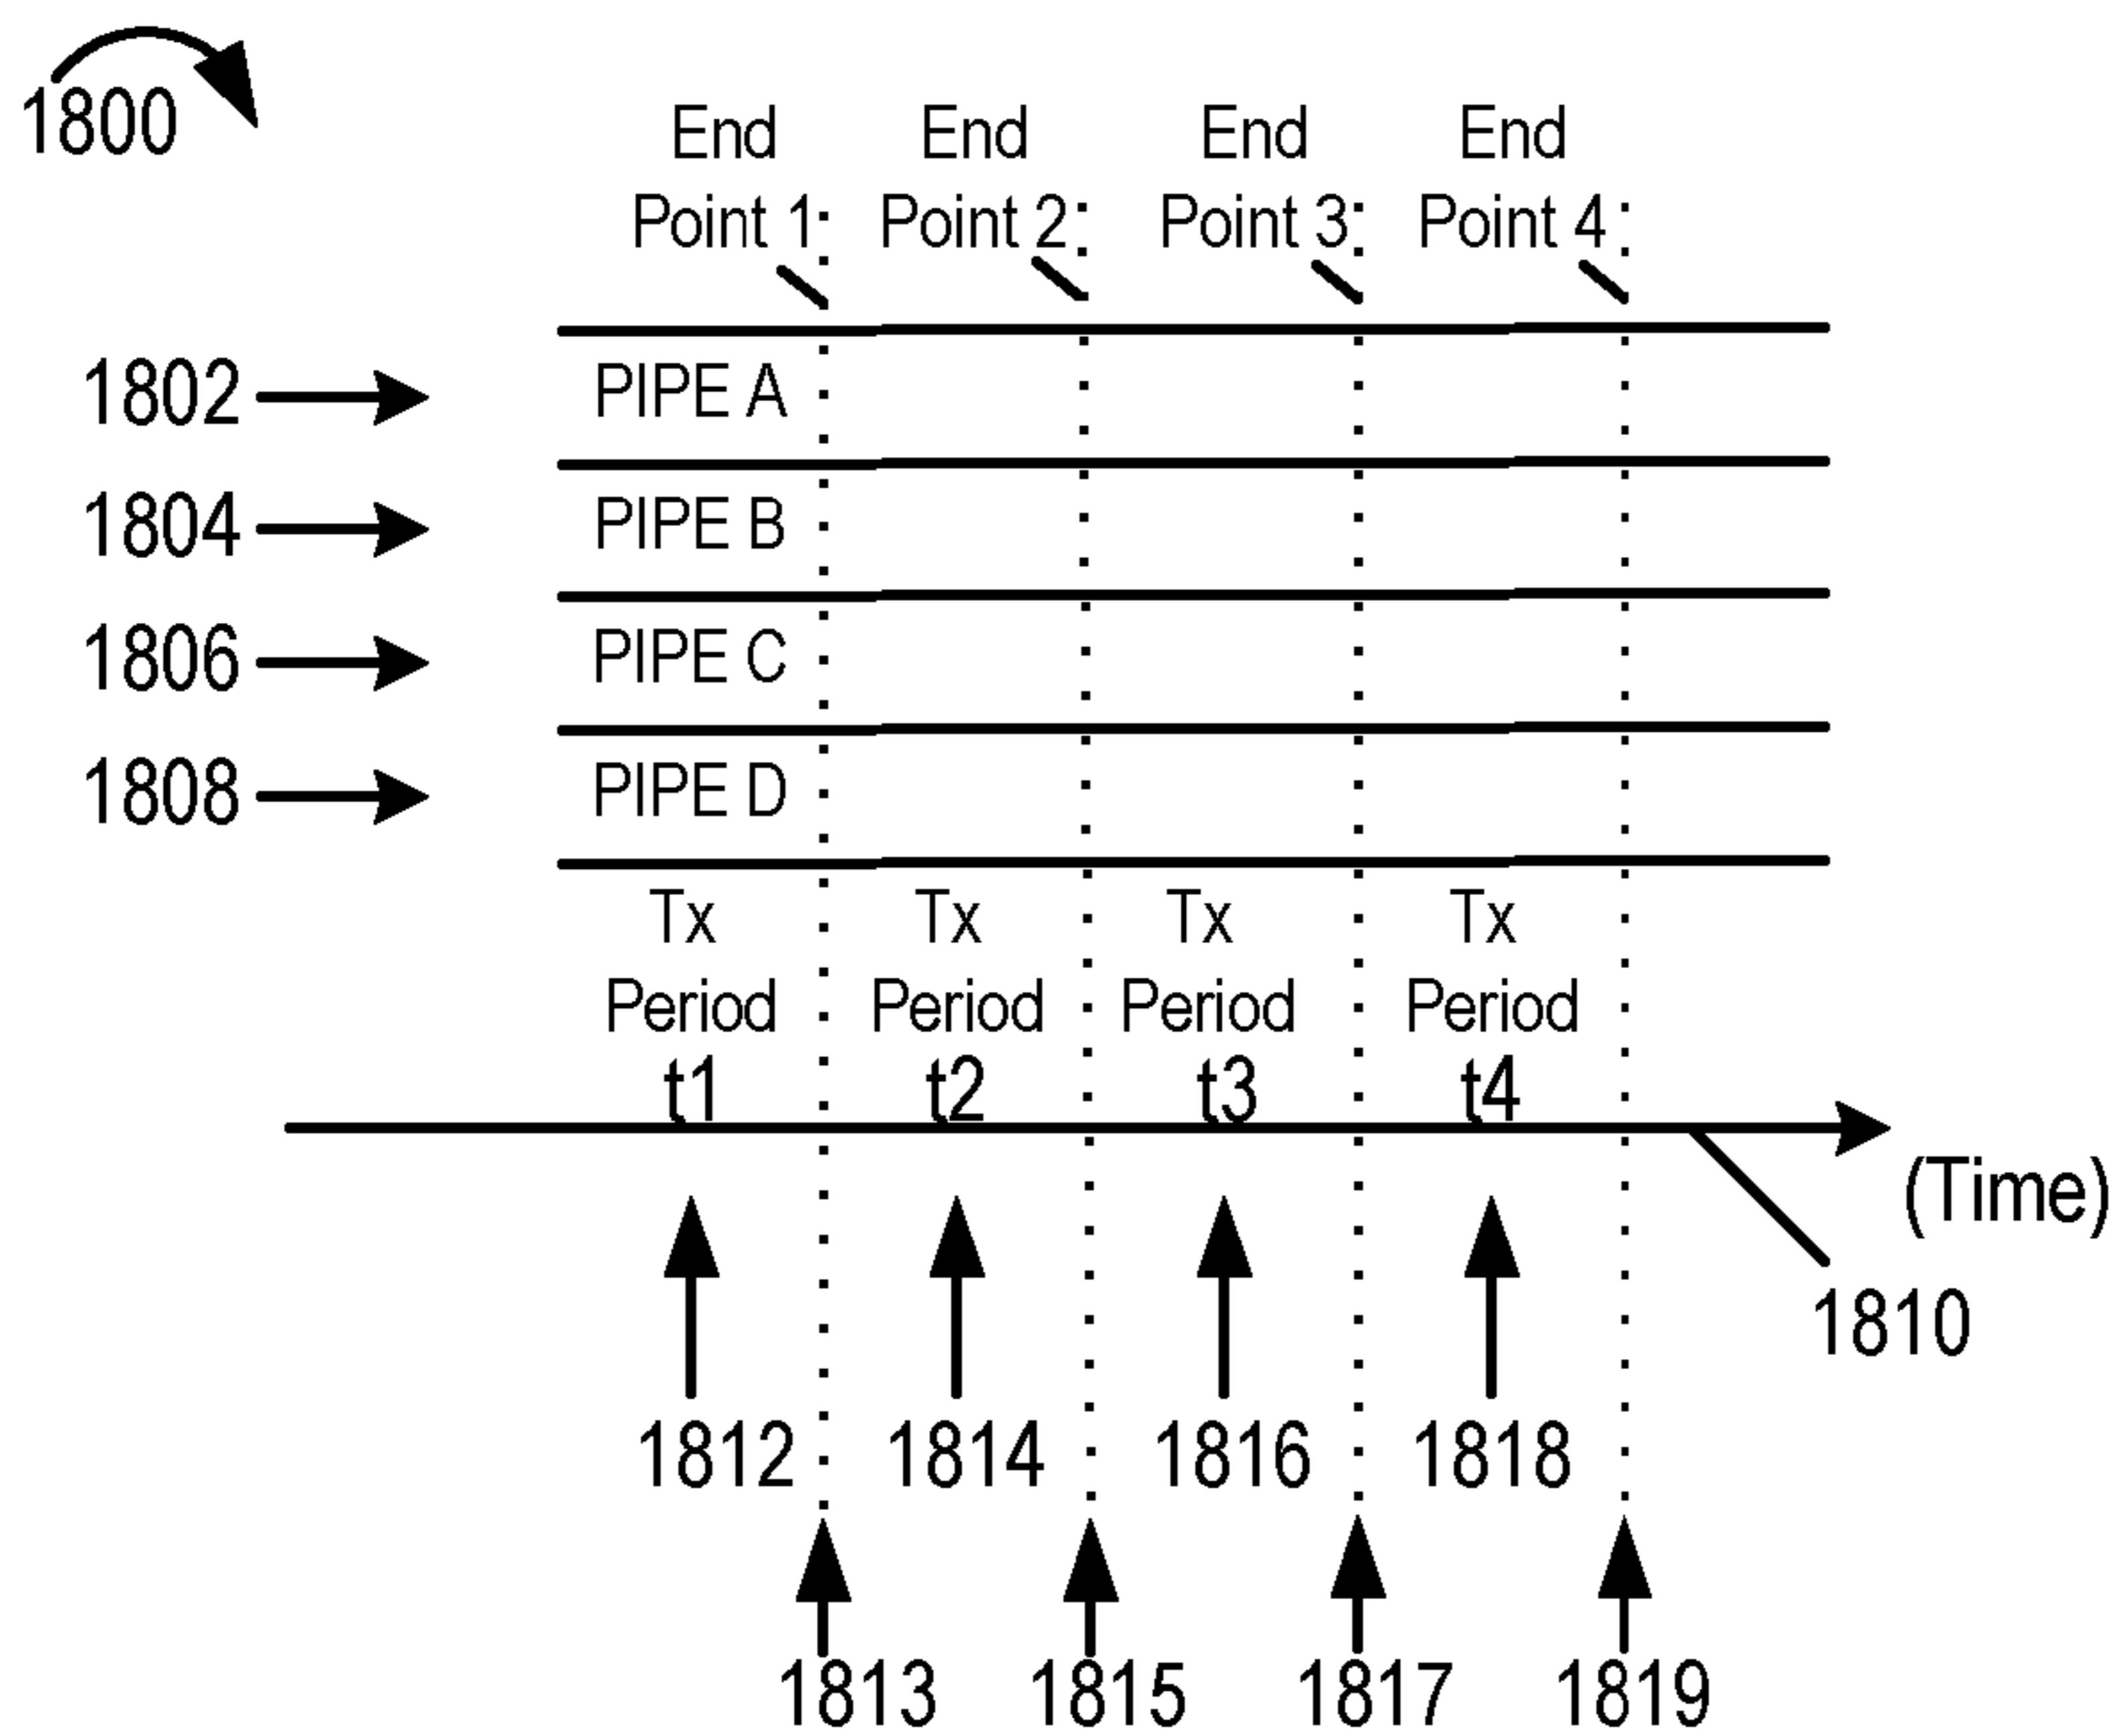 1800
End End End End
Point 1 Point 2 Point 3 Point 4
1802 PIPE A
1804 PIPE B
1806 PIPE C
1808 PIPE D
Tx Tx Tx Tx
Period Period Period Period
t1 t2 t3 t4
(Time)
1810
1812 1814 1816 1818
1813 1815 1817 1819